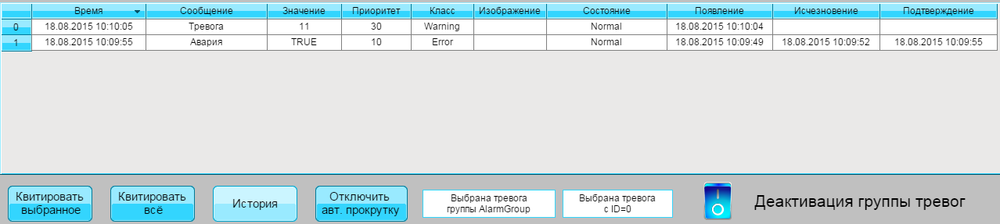 Время Сообщение Значение Приоритет Класс Изображение Состояние Появление Исчезновение Подтверждение
0 18.08.2015 10:10:05 Тревога 11 30 Warning Normal 18.08.2015 10:10:04
1 18.08.2015 10:09:55 Авария TRUE 10 Error Normal 18.08.2015 10:09:49 18.08.2015 10:09:52 18.08.2015 10:09:55
Квитировать
выбранное
Квитировать
всё
История
Отключить
авт. прокрутку
Выбрана тревога
группы AlarmGroup
Выбрана тревога
с ID=0
Деактивация группы тревог